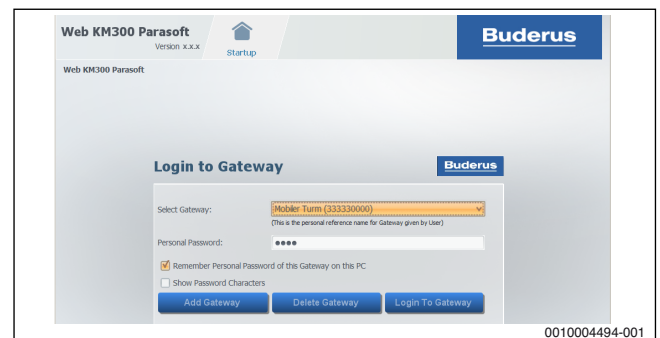 Web KM300 Parasoft
Version x.x.x
Startup
Buderus
Web KM300 Parasoft
Login to Gateway
Buderus
Select Gateway:
Mobiler Turm (333330000)
(This is the personal reference name for Gateway given by User)
Personal Password:
●●●●
Remember Personal Password of this Gateway on this PC
Show Password Characters
Add Gateway
Delete Gateway
Login To Gateway
0010004494-001